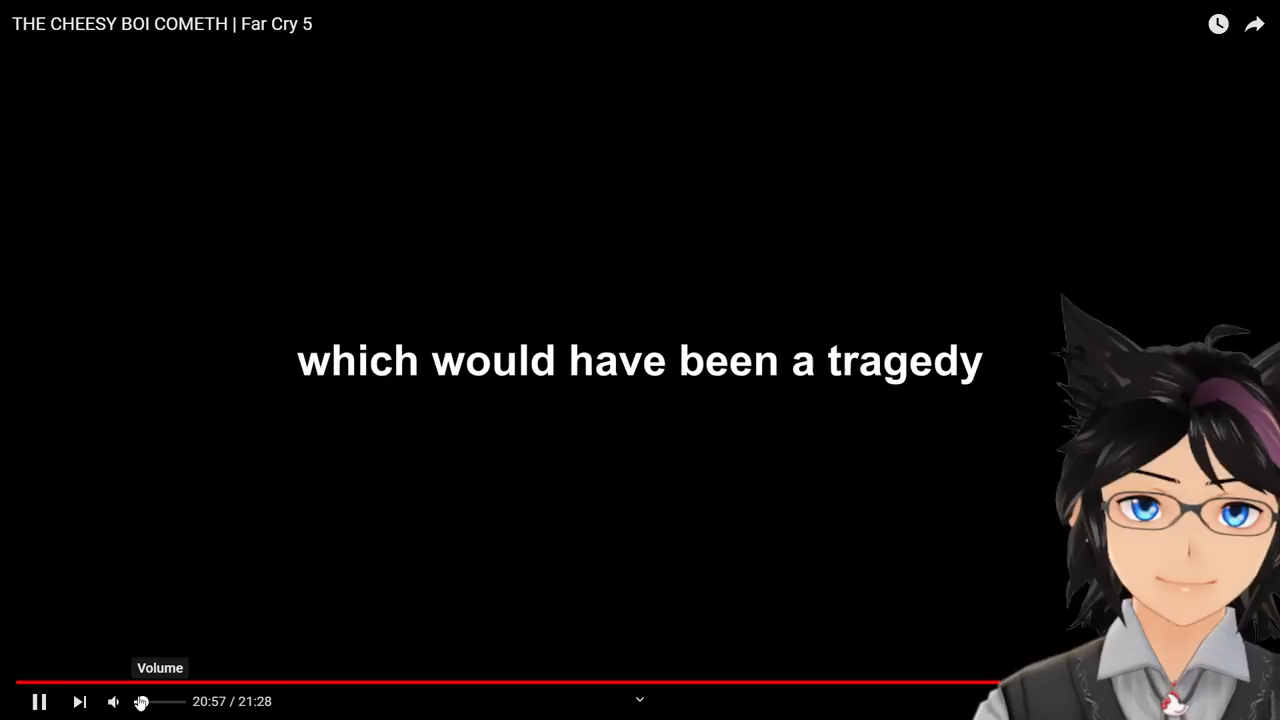 THE CHEESY BOI COMETH | Far Cry 5
which would have been a tragedy
Volume
20:57 / 21:28